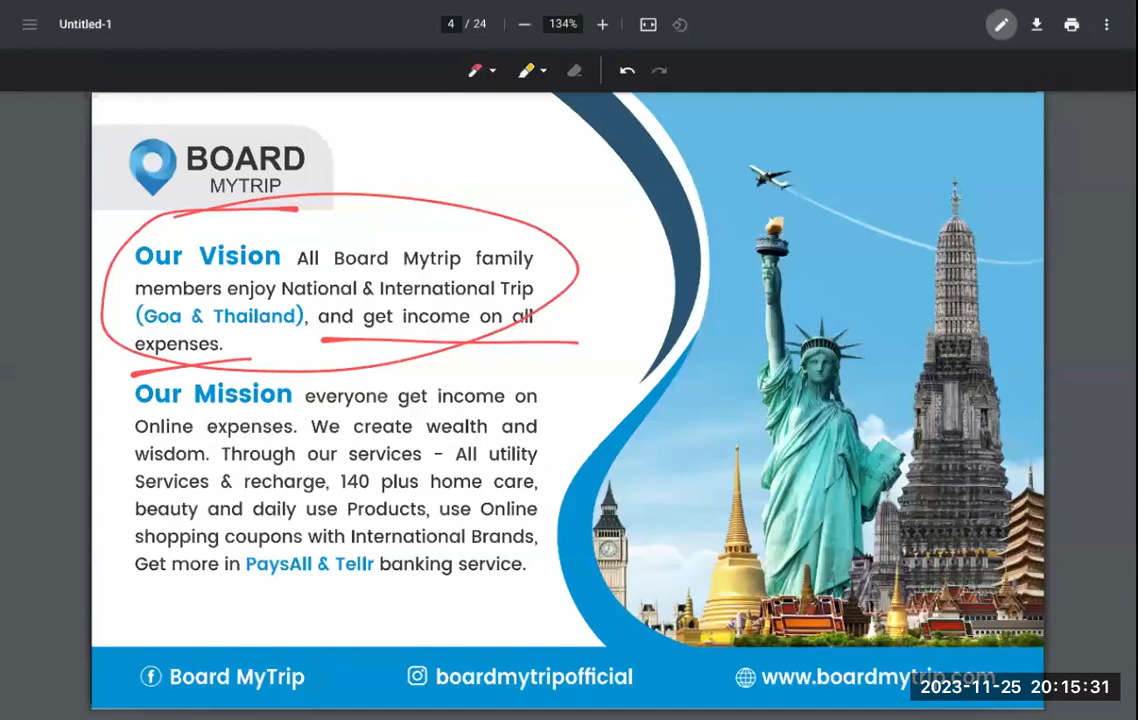 Untitled-1
4 / 24
134%
BOARD
MYTRIP
Our Vision All Board Mytrip family
members enjoy National & International Trip
(Goa & Thailand), and get income on all
expenses.
Our Mission everyone get income on
Online expenses. We create wealth and
wisdom. Through our services - All utility
Services & recharge, 140 plus home care,
beauty and daily use Products, use Online
shopping coupons with International Brands,
Get more in PaysAll & Tellr banking service.
Board MyTrip
boardmytripofficial
www.boardmytrip.com
2023-11-25 20:15:31